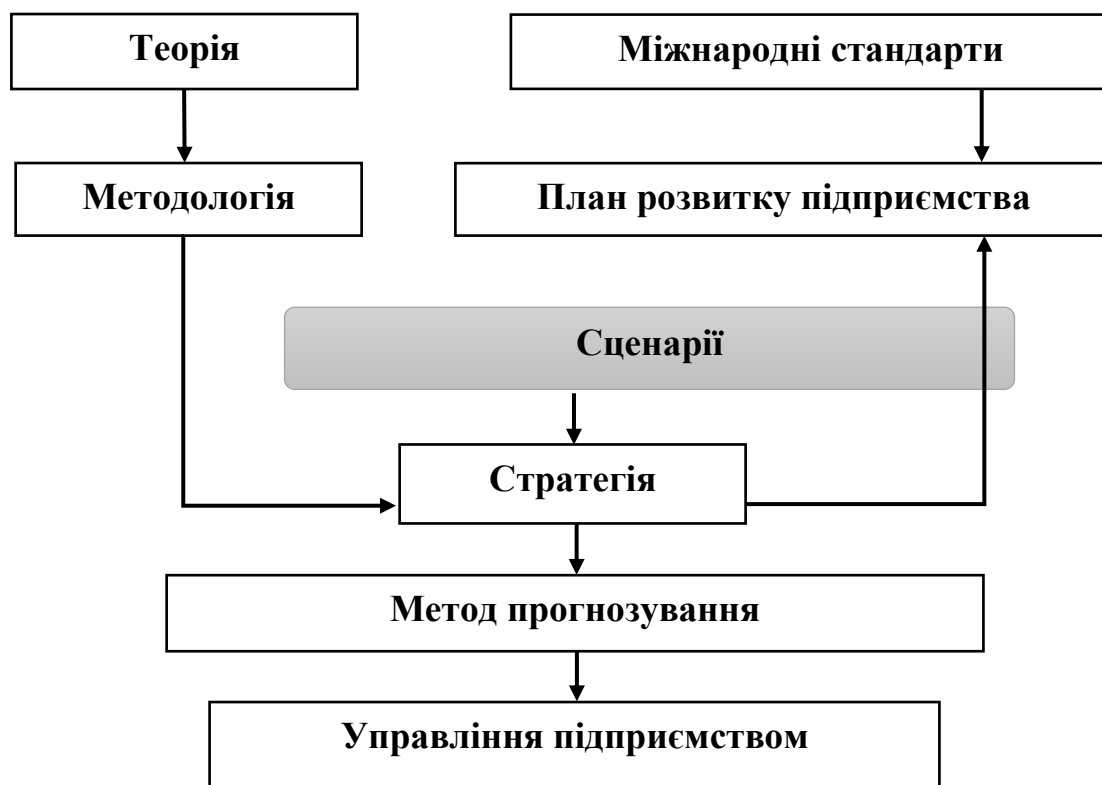 Теорія
Міжнародні стандарти
Методологія
План розвитку підприємства
Сценарії
Стратегія
Метод прогнозування
Управління підприємством